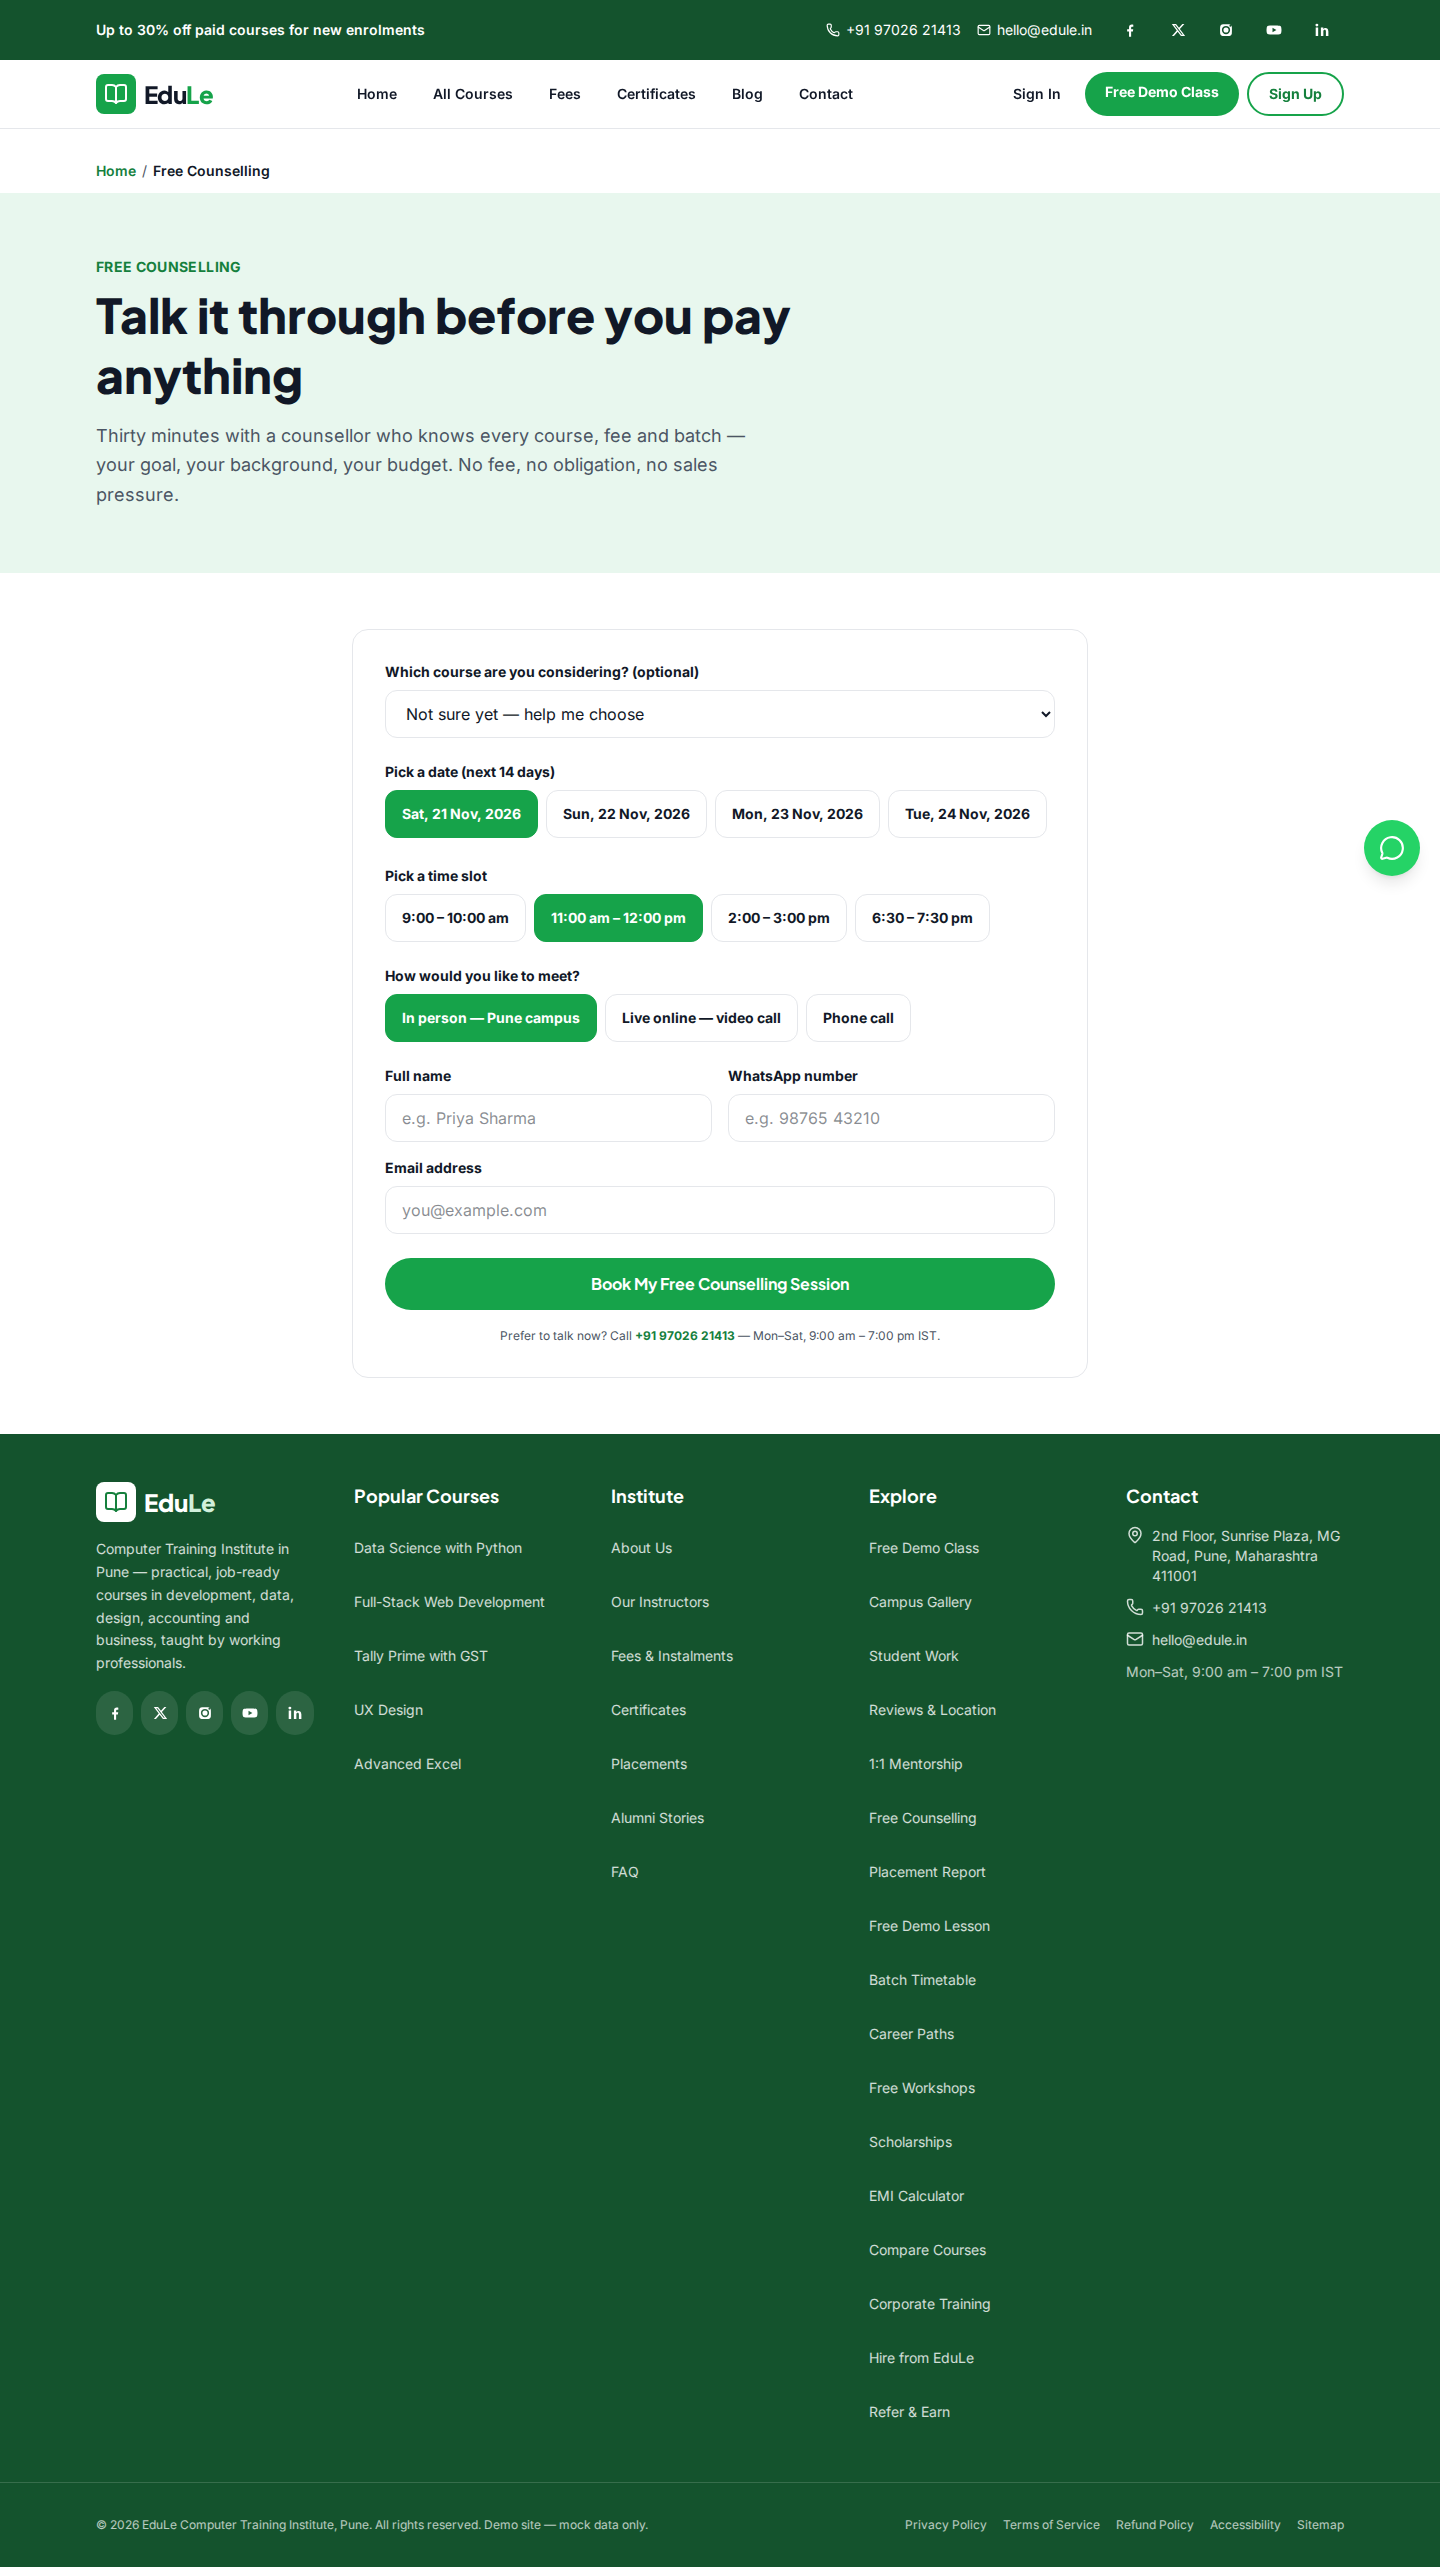 Up to 30% off paid courses for new enrolments
+91 97026 21413
hello@edule.in
EduLe
Home
All Courses
Fees
Certificates
Blog
Contact
Sign In
Free Demo Class
Sign Up
Home / Free Counselling
FREE COUNSELLING
Talk it through before you pay
anything
Thirty minutes with a counsellor who knows every course, fee and batch —
your goal, your background, your budget. No fee, no obligation, no sales
pressure.
Which course are you considering? (optional)
Not sure yet — help me choose
Pick a date (next 14 days)
Sat, 21 Nov, 2026
Sun, 22 Nov, 2026
Mon, 23 Nov, 2026
Tue, 24 Nov, 2026
Pick a time slot
9:00 – 10:00 am
11:00 am – 12:00 pm
2:00 – 3:00 pm
6:30 – 7:30 pm
How would you like to meet?
In person — Pune campus
Live online — video call
Phone call
Full name
WhatsApp number
e.g. Priya Sharma
e.g. 98765 43210
Email address
you@example.com
Book My Free Counselling Session
Prefer to talk now? Call +91 97026 21413 — Mon–Sat, 9:00 am – 7:00 pm IST.
EduLe
Computer Training Institute in
Pune — practical, job-ready
courses in development, data,
design, accounting and
business, taught by working
professionals.
Popular Courses
Data Science with Python
Full-Stack Web Development
Tally Prime with GST
UX Design
Advanced Excel
Institute
About Us
Our Instructors
Fees & Instalments
Certificates
Placements
Alumni Stories
FAQ
Explore
Free Demo Class
Campus Gallery
Student Work
Reviews & Location
1:1 Mentorship
Free Counselling
Placement Report
Free Demo Lesson
Batch Timetable
Career Paths
Free Workshops
Scholarships
EMI Calculator
Compare Courses
Corporate Training
Hire from EduLe
Refer & Earn
Contact
2nd Floor, Sunrise Plaza, MG
Road, Pune, Maharashtra
411001
+91 97026 21413
hello@edule.in
Mon–Sat, 9:00 am – 7:00 pm IST
© 2026 EduLe Computer Training Institute, Pune. All rights reserved. Demo site — mock data only.
Privacy Policy
Terms of Service
Refund Policy
Accessibility
Sitemap